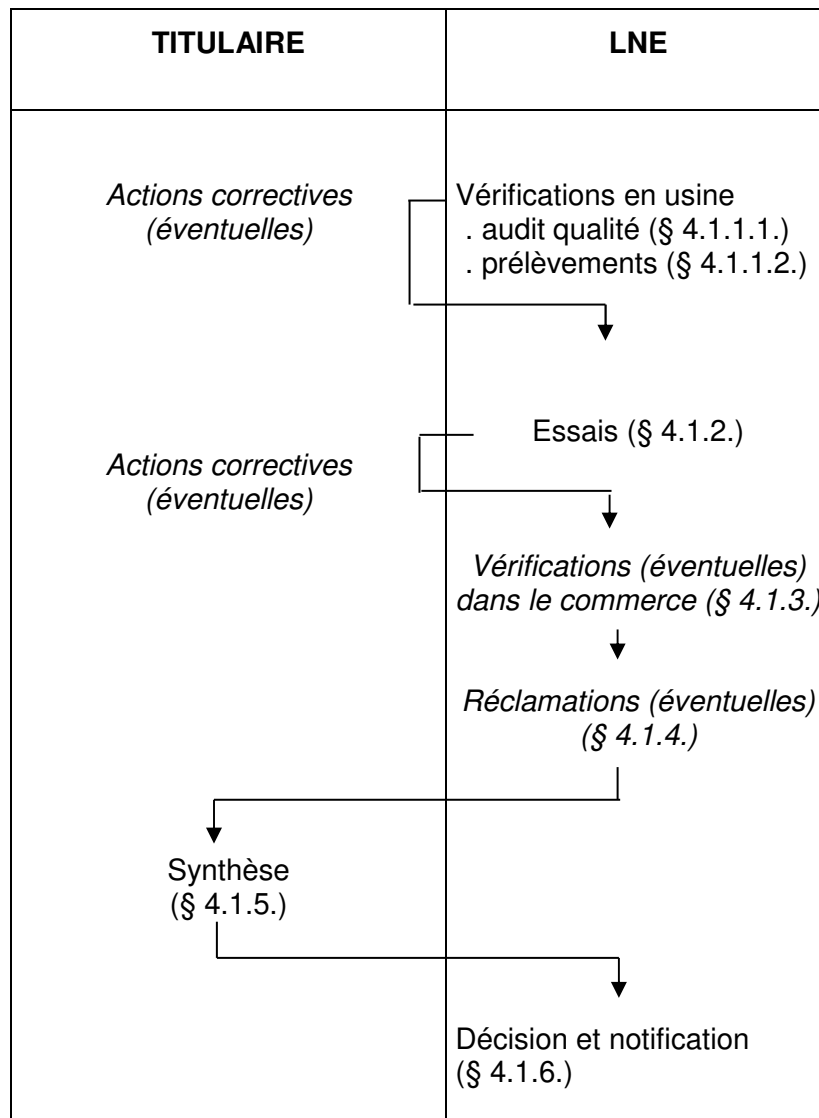 TITULAIRE
LNE
Actions correctives
(éventuelles)
Vérifications en usine
. audit qualité (§ 4.1.1.1.)
. prélèvements (§ 4.1.1.2.)
Essais (§ 4.1.2.)
Actions correctives
(éventuelles)
Vérifications (éventuelles)
dans le commerce (§ 4.1.3.)
Réclamations (éventuelles)
(§ 4.1.4.)
Synthèse
(§ 4.1.5.)
Décision et notification
(§ 4.1.6.)